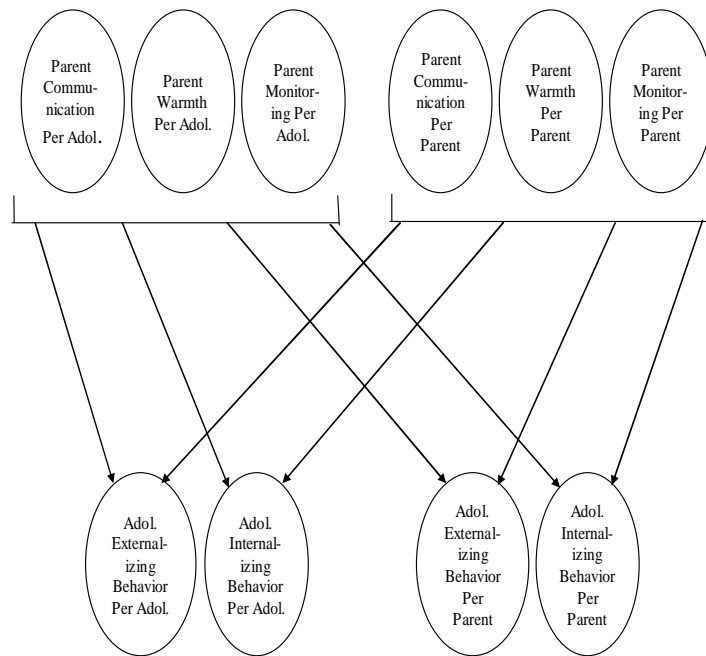 Parent
Commu-
nication
Per Adol.
Parent
Warmth
Per Adol.
Parent
Monitor-
ing Per
Adol.
Parent
Commu-
nication
Per
Parent
Parent
Warmth
Per
Parent
Parent
Monitor-
ing Per
Parent
Adol.
External-
izing
Behavior
Per Adol.
Adol.
Internal-
izing
Behavior
Per Adol.
Adol.
External-
izing
Behavior
Per
Parent
Adol.
Internal-
izing
Behavior
Per
Parent